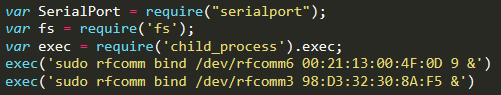 var SerialPort = require("serialport");
var fs = require('fs');
var exec = require('child_process').exec;
exec('sudo rfcomm bind /dev/rfcomm6 00:21:13:00:4F:0D 9 &')
exec('sudo rfcomm bind /dev/rfcomm3 98:D3:32:30:8A:F5 &')